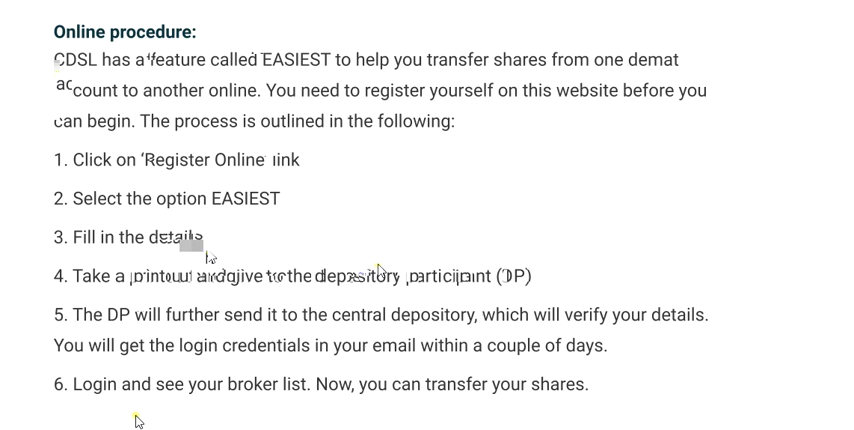 Online procedure:
CDSL has a feature called EASIEST to help you transfer shares from one demat
account to another online. You need to register yourself on this website before you
can begin. The process is outlined in the following:
1. Click on ‘Register Online’ link
2. Select the option EASIEST
3. Fill in the details
4. Take a printout and give to the depository participant (DP)
5. The DP will further send it to the central depository, which will verify your details.
You will get the login credentials in your email within a couple of days.
6. Login and see your broker list. Now, you can transfer your shares.